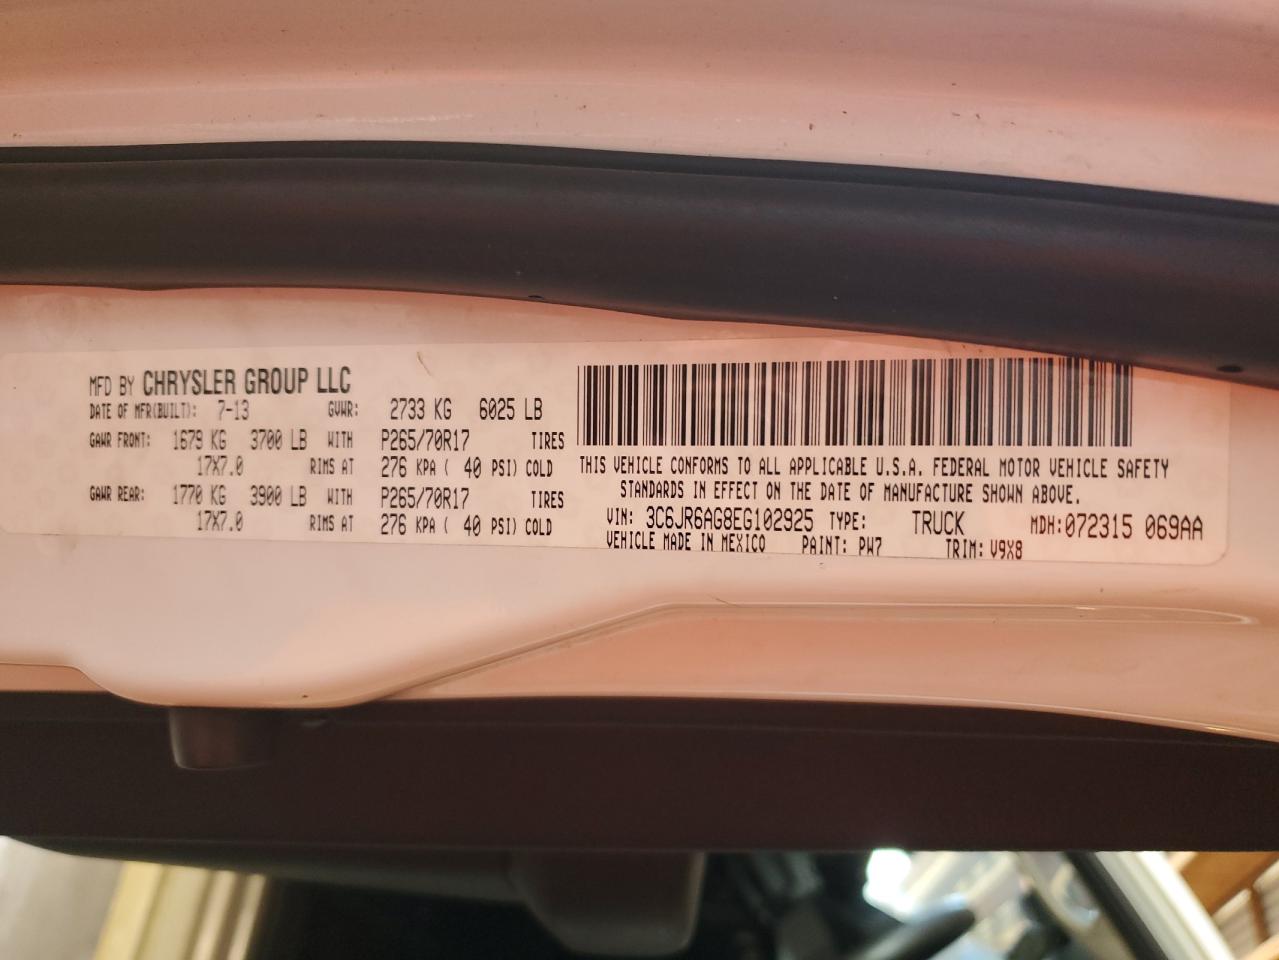 MFD BY CHRYSLER GROUP LLC
DATE OF MFR(BUILT): 7-13 GVWR: 2733 KG 6025 LB
GAWR FRONT: 1679 KG 3700 LB WITH P265/70R17 TIRES
17X7.0 RIMS AT 276 KPA ( 40 PSI) COLD
GAWR REAR: 1770 KG 3900 LB WITH P265/70R17 TIRES
17X7.0 RIMS AT 276 KPA ( 40 PSI) COLD
THIS VEHICLE CONFORMS TO ALL APPLICABLE U.S.A. FEDERAL MOTOR VEHICLE SAFETY
STANDARDS IN EFFECT ON THE DATE OF MANUFACTURE SHOWN ABOVE.
VIN: 3C6JR6AG8EG102925 TYPE: TRUCK MDH:072315 069AA
VEHICLE MADE IN MEXICO PAINT: PW7 TRIM: V9X8